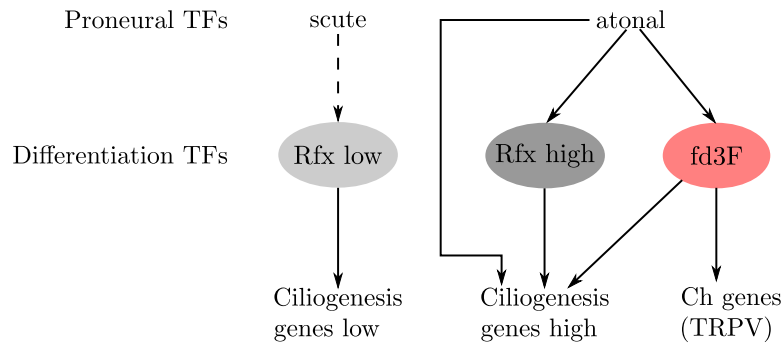 Proneural TFs
scute
atonal
Differentiation TFs
Rfx low
Rfx high
fd3F
Ciliogenesis
genes low
Ciliogenesis
genes high
Ch genes
(TRPV)